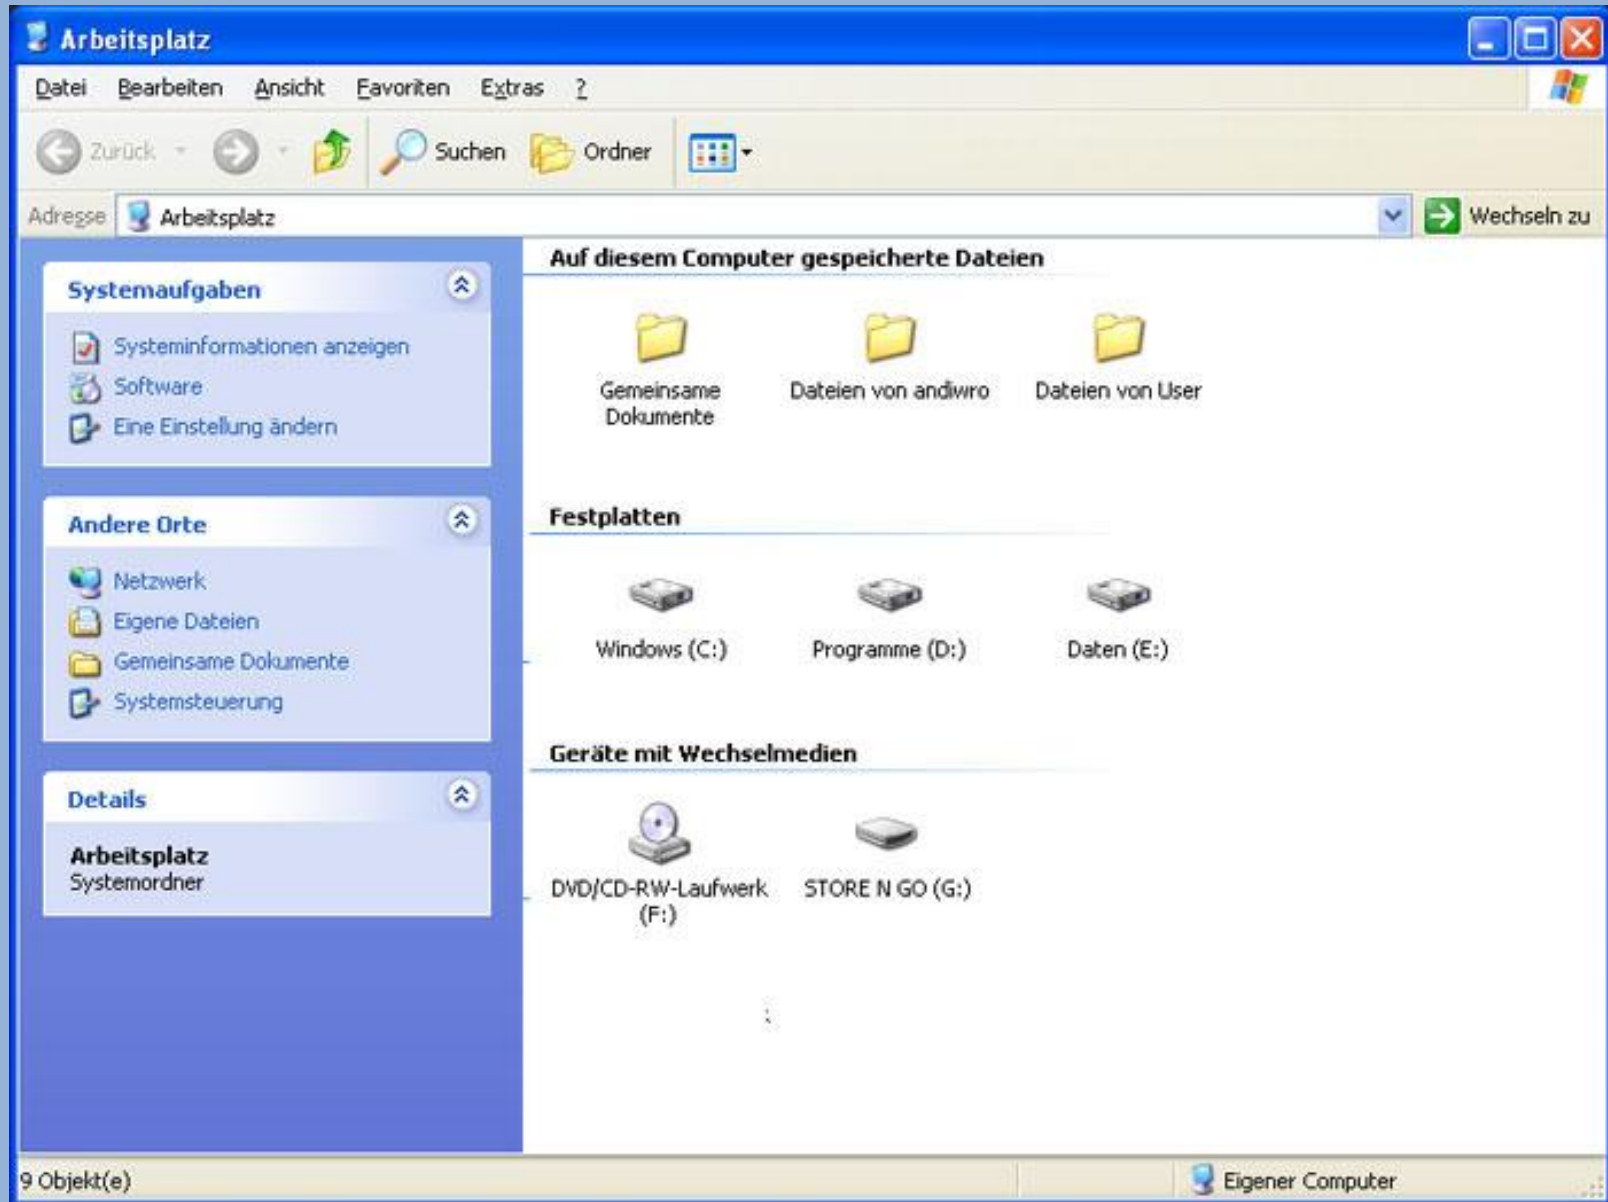 Arbeitsplatz
Datei Bearbeiten Ansicht Favoriten Extras ?
Zurück Suchen Ordner
Adresse Arbeitsplatz Wechseln zu
Systemaufgaben
Systeminformationen anzeigen
Software
Eine Einstellung ändern
Andere Orte
Netzwerk
Eigene Dateien
Gemeinsame Dokumente
Systemsteuerung
Details
Arbeitsplatz
Systemordner
Auf diesem Computer gespeicherte Dateien
Gemeinsame
Dokumente
Dateien von andiwro
Dateien von User
Festplatten
Windows (C:)
Programme (D:)
Daten (E:)
Geräte mit Wechselmedien
DVD/CD-RW-Laufwerk
(F:)
STORE N GO (G:)
9 Objekt(e)
Eigener Computer